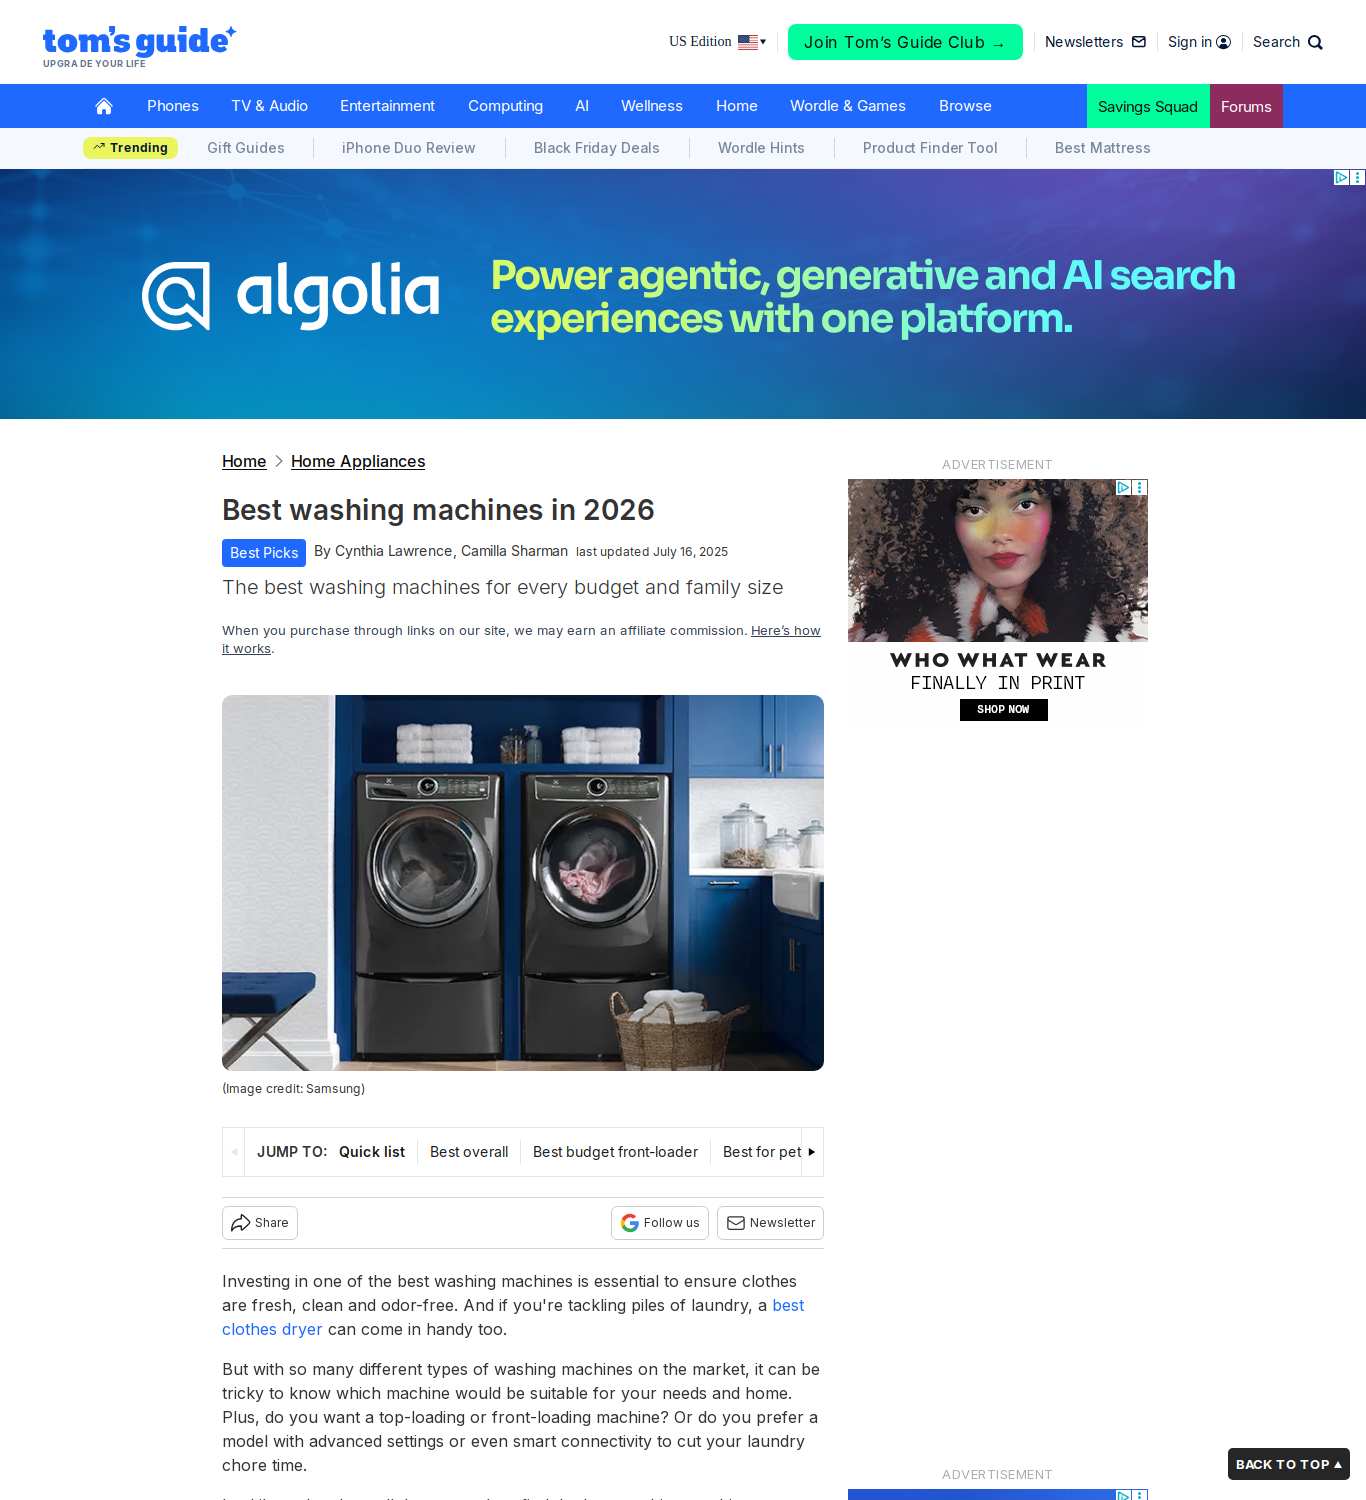 tom's guide
UPGRADE YOUR LIFE
US Edition
Join Tom's Guide Club →
Newsletters
Sign in
Search
Phones
TV & Audio
Entertainment
Computing
AI
Wellness
Home
Wordle & Games
Browse
Savings Squad
Forums
Trending
Gift Guides
iPhone Duo Review
Black Friday Deals
Wordle Hints
Product Finder Tool
Best Mattress
algolia
Power agentic, generative and AI search
experiences with one platform.
Home
Home Appliances
Best washing machines in 2026
Best Picks
By Cynthia Lawrence, Camilla Sharman last updated July 16, 2025
The best washing machines for every budget and family size
When you purchase through links on our site, we may earn an affiliate commission. Here's how
it works.
(Image credit: Samsung)
JUMP TO:
Quick list
Best overall
Best budget front-loader
Best for pet
Share
Follow us
Newsletter
Investing in one of the best washing machines is essential to ensure clothes
are fresh, clean and odor-free. And if you're tackling piles of laundry, a best
clothes dryer can come in handy too.
But with so many different types of washing machines on the market, it can be
tricky to know which machine would be suitable for your needs and home.
Plus, do you want a top-loading or front-loading machine? Or do you prefer a
model with advanced settings or even smart connectivity to cut your laundry
chore time.
ADVERTISEMENT
WHO WHAT WEAR
FINALLY IN PRINT
SHOP NOW
ADVERTISEMENT
BACK TO TOP